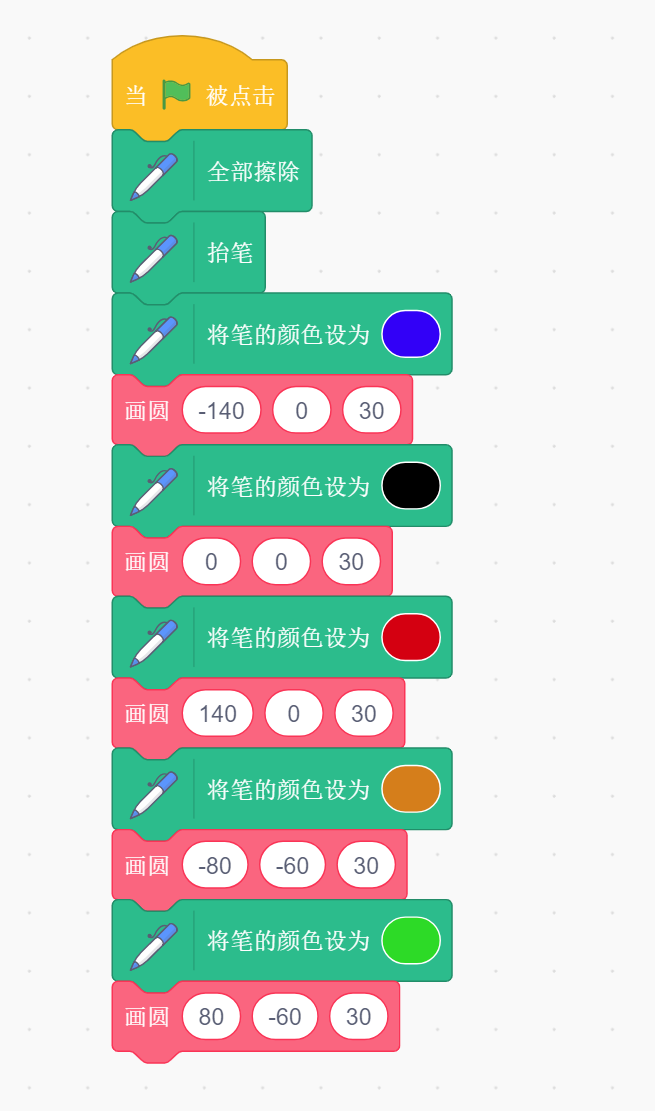 当 被点击
全部擦除
抬笔
将笔的颜色设为
画圆 -140 0 30
将笔的颜色设为
画圆 0 0 30
将笔的颜色设为
画圆 140 0 30
将笔的颜色设为
画圆 -80 -60 30
将笔的颜色设为
画圆 80 -60 30